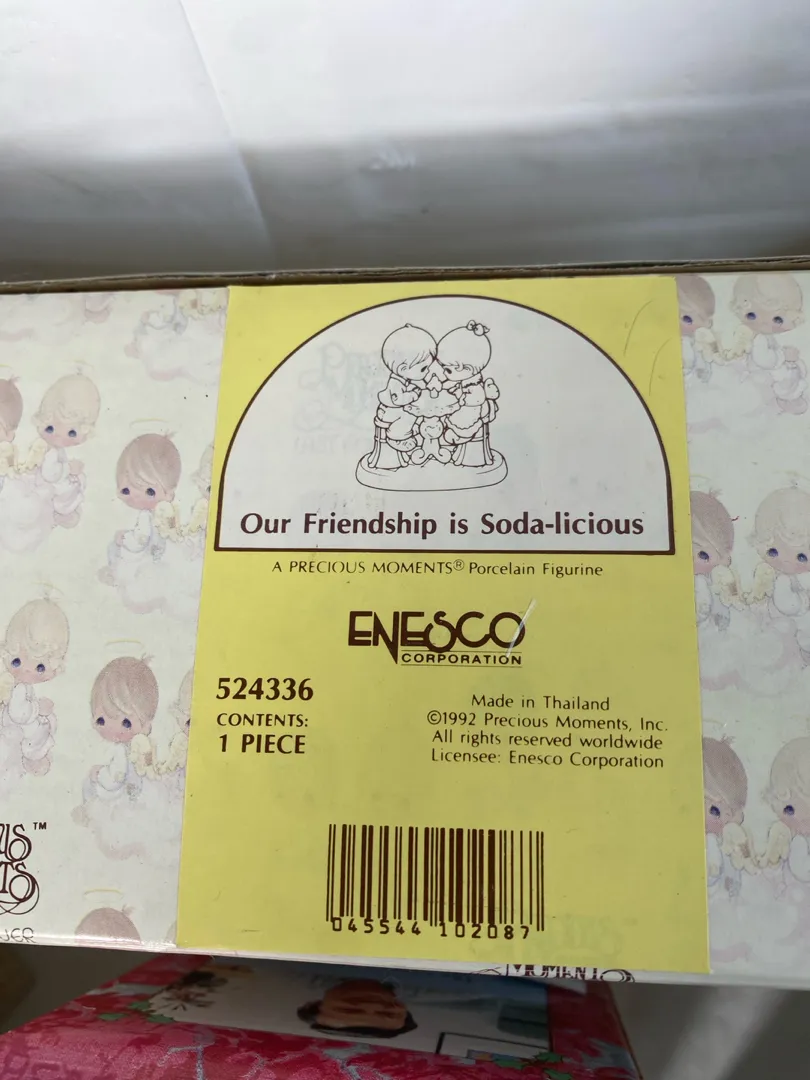 Our Friendship is Soda-licious
A PRECIOUS MOMENTS® Porcelain Figurine
ENESCO
CORPORATION
524336
CONTENTS:
1 PIECE
Made in Thailand
©1992 Precious Moments, Inc.
All rights reserved worldwide
Licensee: Enesco Corporation
045544 102087